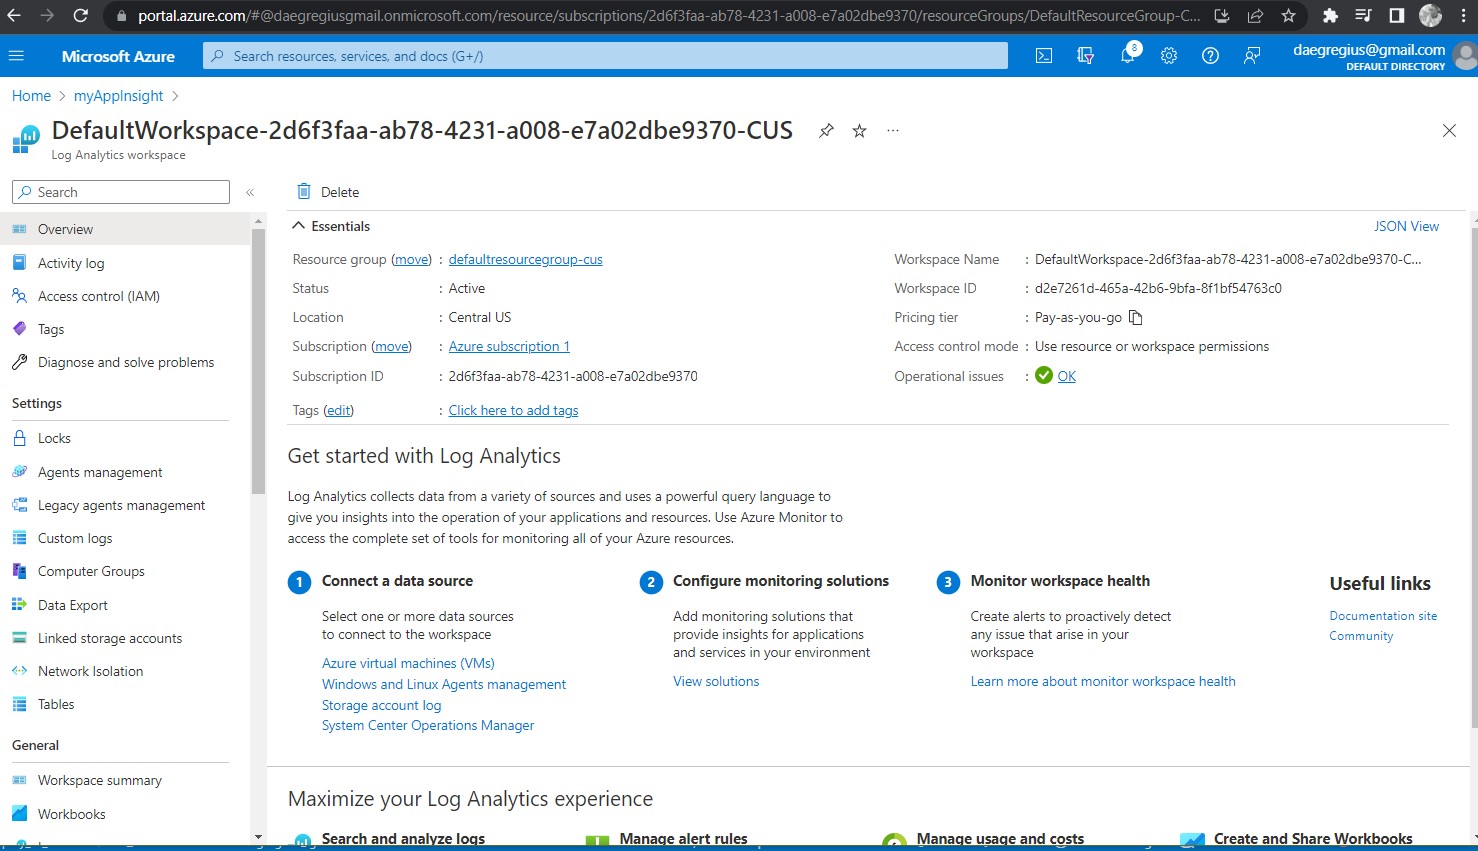 portal.azure.com/#@daegregiusgmail.onmicrosoft.com/resource/subscriptions/2d6f3faa-ab78-4231-a008-e7a02dbe9370/resourceGroups/DefaultResourceGroup-C...
Microsoft Azure
Search resources, services, and docs (G+/)
8
daegregius@gmail.com
DEFAULT DIRECTORY
Home > myAppInsight >
DefaultWorkspace-2d6f3faa-ab78-4231-a008-e7a02dbe9370-CUS
Log Analytics workspace
Search
«
Overview
Activity log
Access control (IAM)
Tags
Diagnose and solve problems
Settings
Locks
Agents management
Legacy agents management
Custom logs
Computer Groups
Data Export
Linked storage accounts
Network Isolation
Tables
General
Workspace summary
Workbooks
Delete
Essentials
JSON View
Resource group (move) : defaultresourcegroup-cus
Status : Active
Location : Central US
Subscription (move) : Azure subscription 1
Subscription ID : 2d6f3faa-ab78-4231-a008-e7a02dbe9370
Tags (edit) : Click here to add tags
Workspace Name : DefaultWorkspace-2d6f3faa-ab78-4231-a008-e7a02dbe9370-C...
Workspace ID : d2e7261d-465a-42b6-9bfa-8f1bf54763c0
Pricing tier : Pay-as-you-go
Access control mode : Use resource or workspace permissions
Operational issues : OK
Get started with Log Analytics
Log Analytics collects data from a variety of sources and uses a powerful query language to
give you insights into the operation of your applications and resources. Use Azure Monitor to
access the complete set of tools for monitoring all of your Azure resources.
1 Connect a data source
Select one or more data sources
to connect to the workspace
Azure virtual machines (VMs)
Windows and Linux Agents management
Storage account log
System Center Operations Manager
2 Configure monitoring solutions
Add monitoring solutions that
provide insights for applications
and services in your environment
View solutions
3 Monitor workspace health
Create alerts to proactively detect
any issue that arise in your
workspace
Learn more about monitor workspace health
Useful links
Documentation site
Community
Maximize your Log Analytics experience
Search and analyze logs
Manage alert rules
Manage usage and costs
Create and Share Workbooks